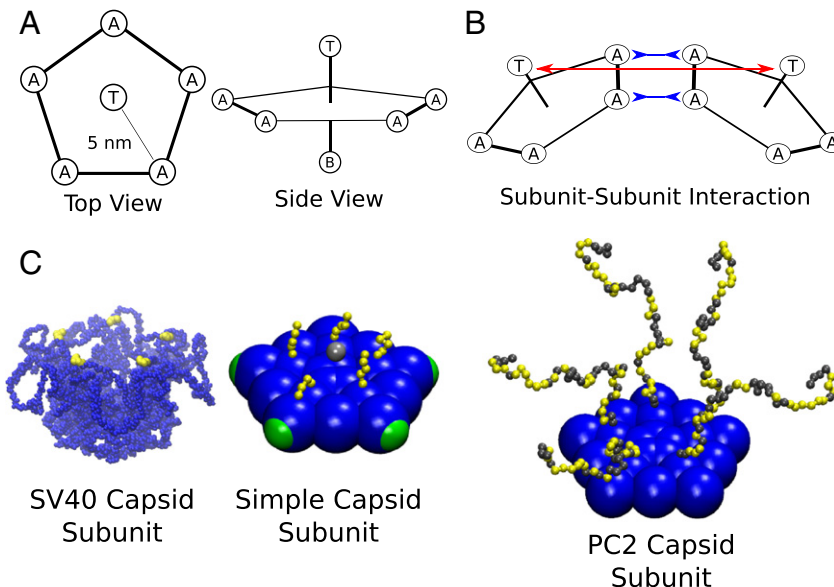 A
A
A
A
T
5 nm
A
A
Top View
T
A
A
A
A
B
Side View
B
T
A
A
T
A
A
A
A
A
A
Subunit-Subunit Interaction
C
SV40 Capsid
Subunit
Simple Capsid
Subunit
PC2 Capsid
Subunit